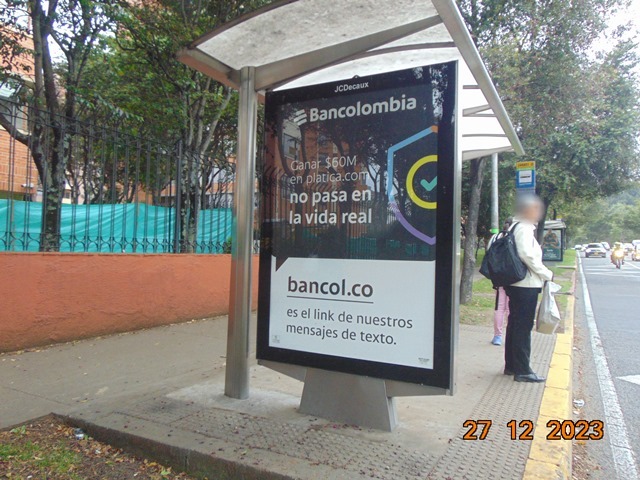 JCDecaux
Bancolombia
Ganar $60M
en platica.com
no pasa en
la vida real
bancol.co
es el link de nuestros
mensajes de texto.
27 12 2023